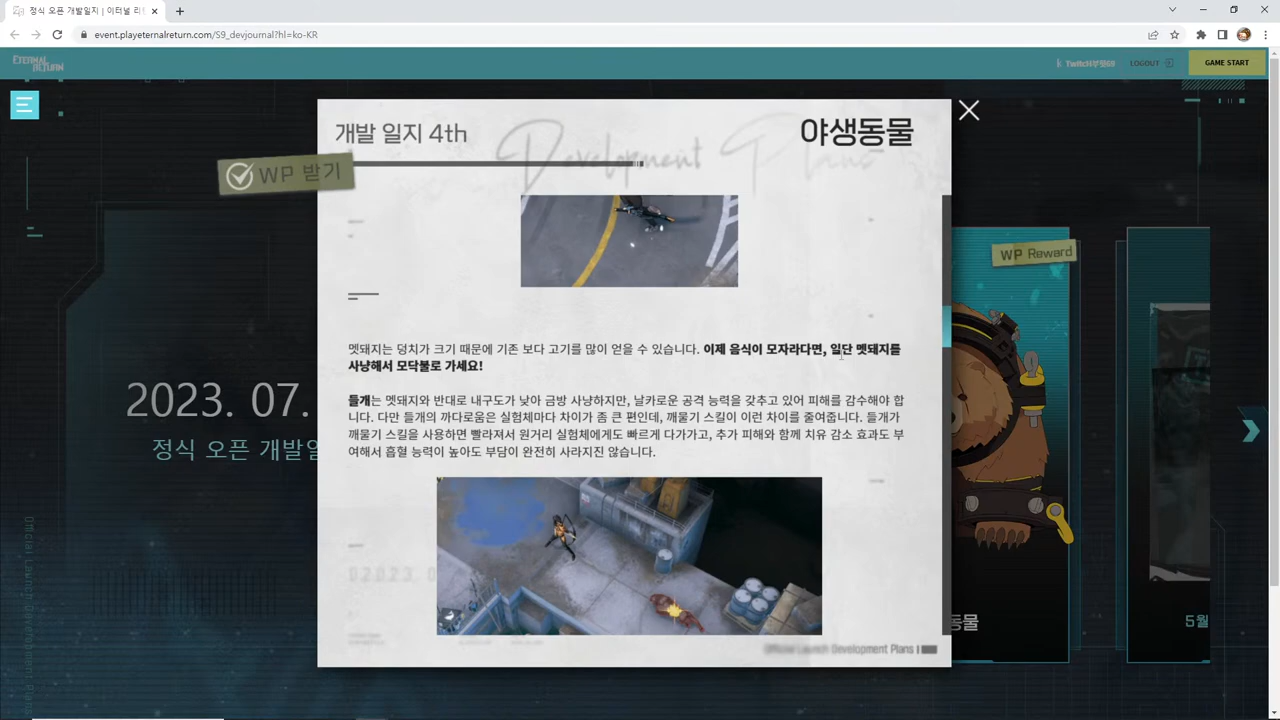 정식 오픈 개발일지 | 이터널 리
event.playeternalreturn.com/S9_devjournal?hl=ko-KR
ETERNAL RETURN
LOGOUT
GAME START
개발 일지 4th
야생동물
Development Plans
WP 받기
WP Reward
멧돼지는 덩치가 크기 때문에 기존 보다 고기를 많이 얻을 수 있습니다. 이제 음식이 모자라다면, 일단 멧돼지를
사냥해서 모닥불로 가세요!
2023. 07.
들개는 멧돼지와 반대로 내구도가 낮아 금방 사냥하지만, 날카로운 공격 능력을 갖추고 있어 피해를 감수해야 합
니다. 다만 들개의 까다로움은 실험체마다 차이가 좀 큰 편인데, 깨물기 스킬이 이런 차이를 줄여줍니다. 들개가
깨물기 스킬을 사용하면 빨라져서 원거리 실험체에게도 빠르게 다가가고, 추가 피해와 함께 치유 감소 효과도 부
여해서 흡혈 능력이 높아도 부담이 완전히 사라지진 않습니다.
정식 오픈 개발일
동물
5월
Official Launch Development Plans
Official Launch Development Plans